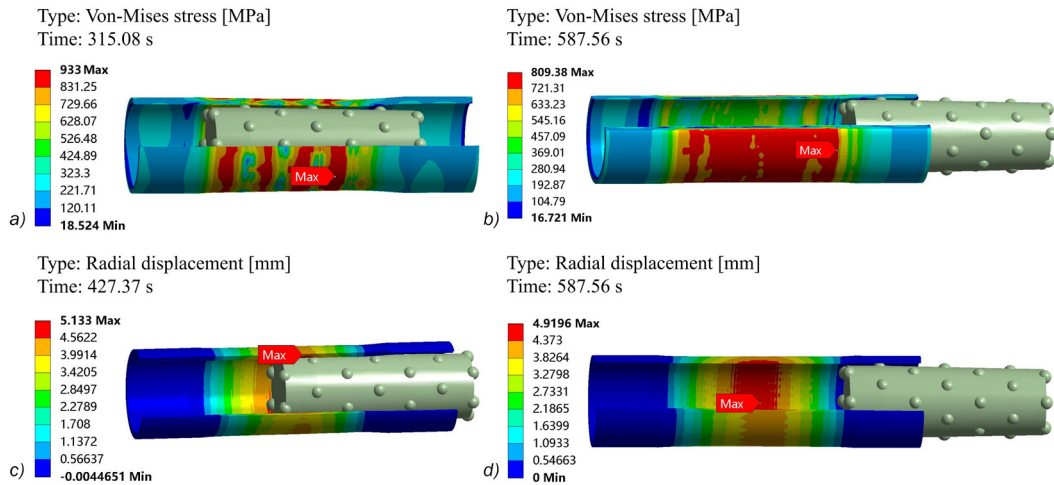 Type: Von-Mises stress [MPa]
Time: 315.08 s
933 Max
831.25
729.66
628.07
526.48
424.89
323.3
221.71
120.11
18.524 Min
Max
a)
Type: Von-Mises stress [MPa]
Time: 587.56 s
809.38 Max
721.31
633.23
545.16
457.09
369.01
280.94
192.87
104.79
16.721 Min
Max
b)
Type: Radial displacement [mm]
Time: 427.37 s
5.133 Max
4.5622
3.9914
3.4205
2.8497
2.2789
1.708
1.1372
0.56637
-0.0044651 Min
Max
c)
Type: Radial displacement [mm]
Time: 587.56 s
4.9196 Max
4.373
3.8264
3.2798
2.7331
2.1865
1.6399
1.0933
0.54663
0 Min
Max
d)